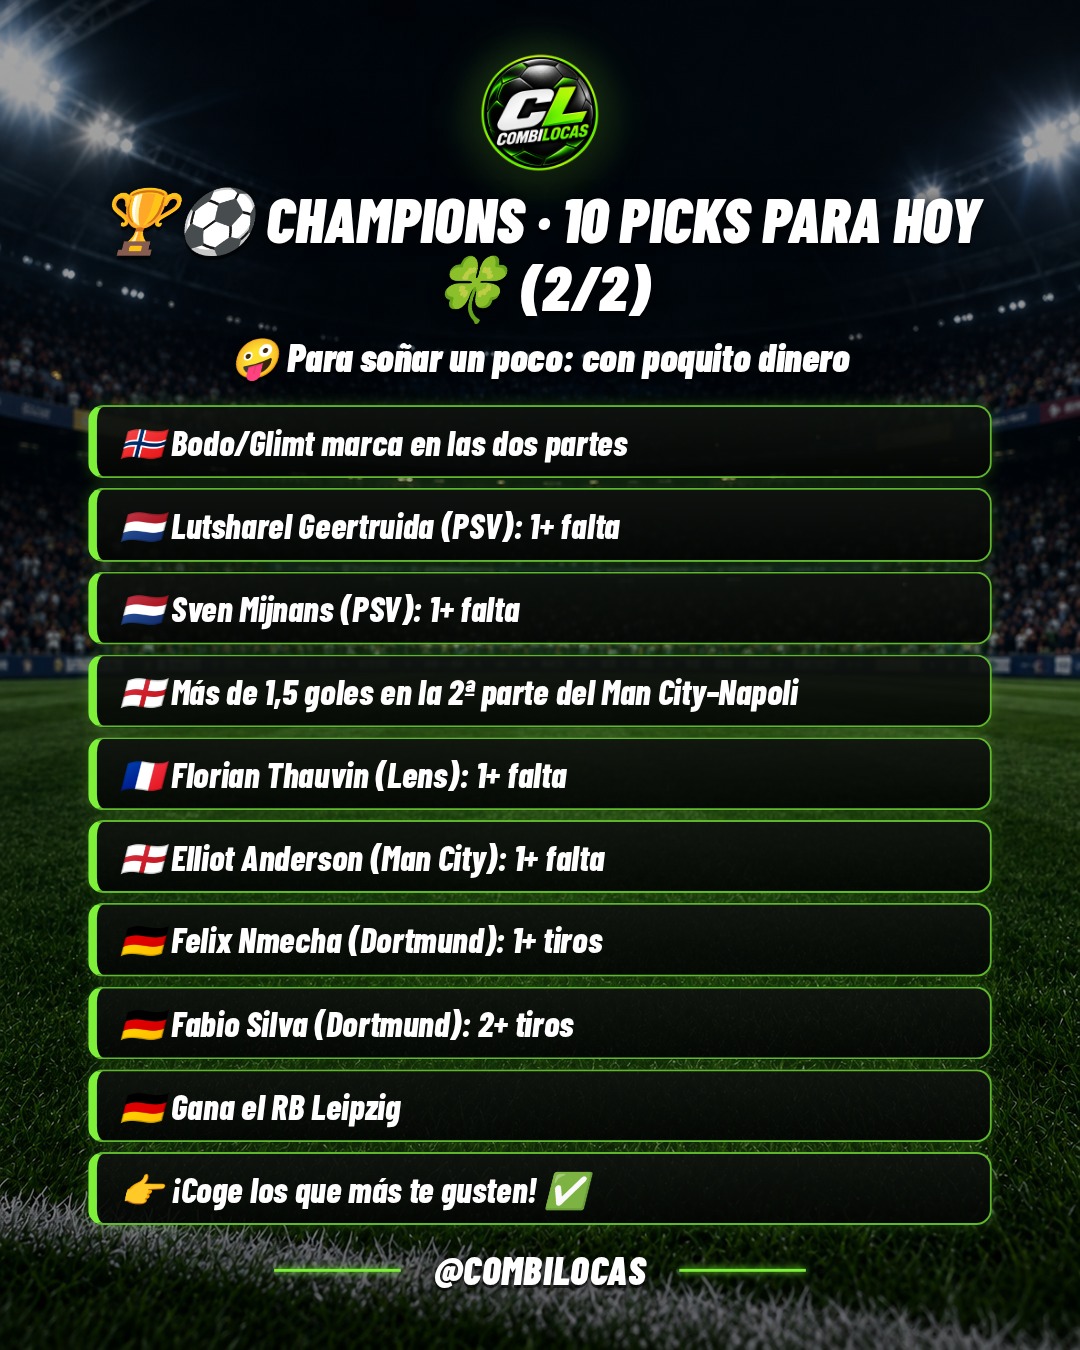 CL
COMBILOCAS
🏆⚽ CHAMPIONS · 10 PICKS PARA HOY
🍀 (2/2)
🤪 Para soñar un poco: con poquito dinero
🇳🇴 Bodo/Glimt marca en las dos partes
🇳🇱 Lutsharel Geertruida (PSV): 1+ falta
🇳🇱 Sven Mijnans (PSV): 1+ falta
🏴󠁧󠁢󠁥󠁮󠁧󠁿 Más de 1,5 goles en la 2ª parte del Man City–Napoli
🇫🇷 Florian Thauvin (Lens): 1+ falta
🏴󠁧󠁢󠁥󠁮󠁧󠁿 Elliot Anderson (Man City): 1+ falta
🇩🇪 Felix Nmecha (Dortmund): 1+ tiros
🇩🇪 Fabio Silva (Dortmund): 2+ tiros
🇩🇪 Gana el RB Leipzig
👉 ¡Coge los que más te gusten! ✅
@COMBILOCAS